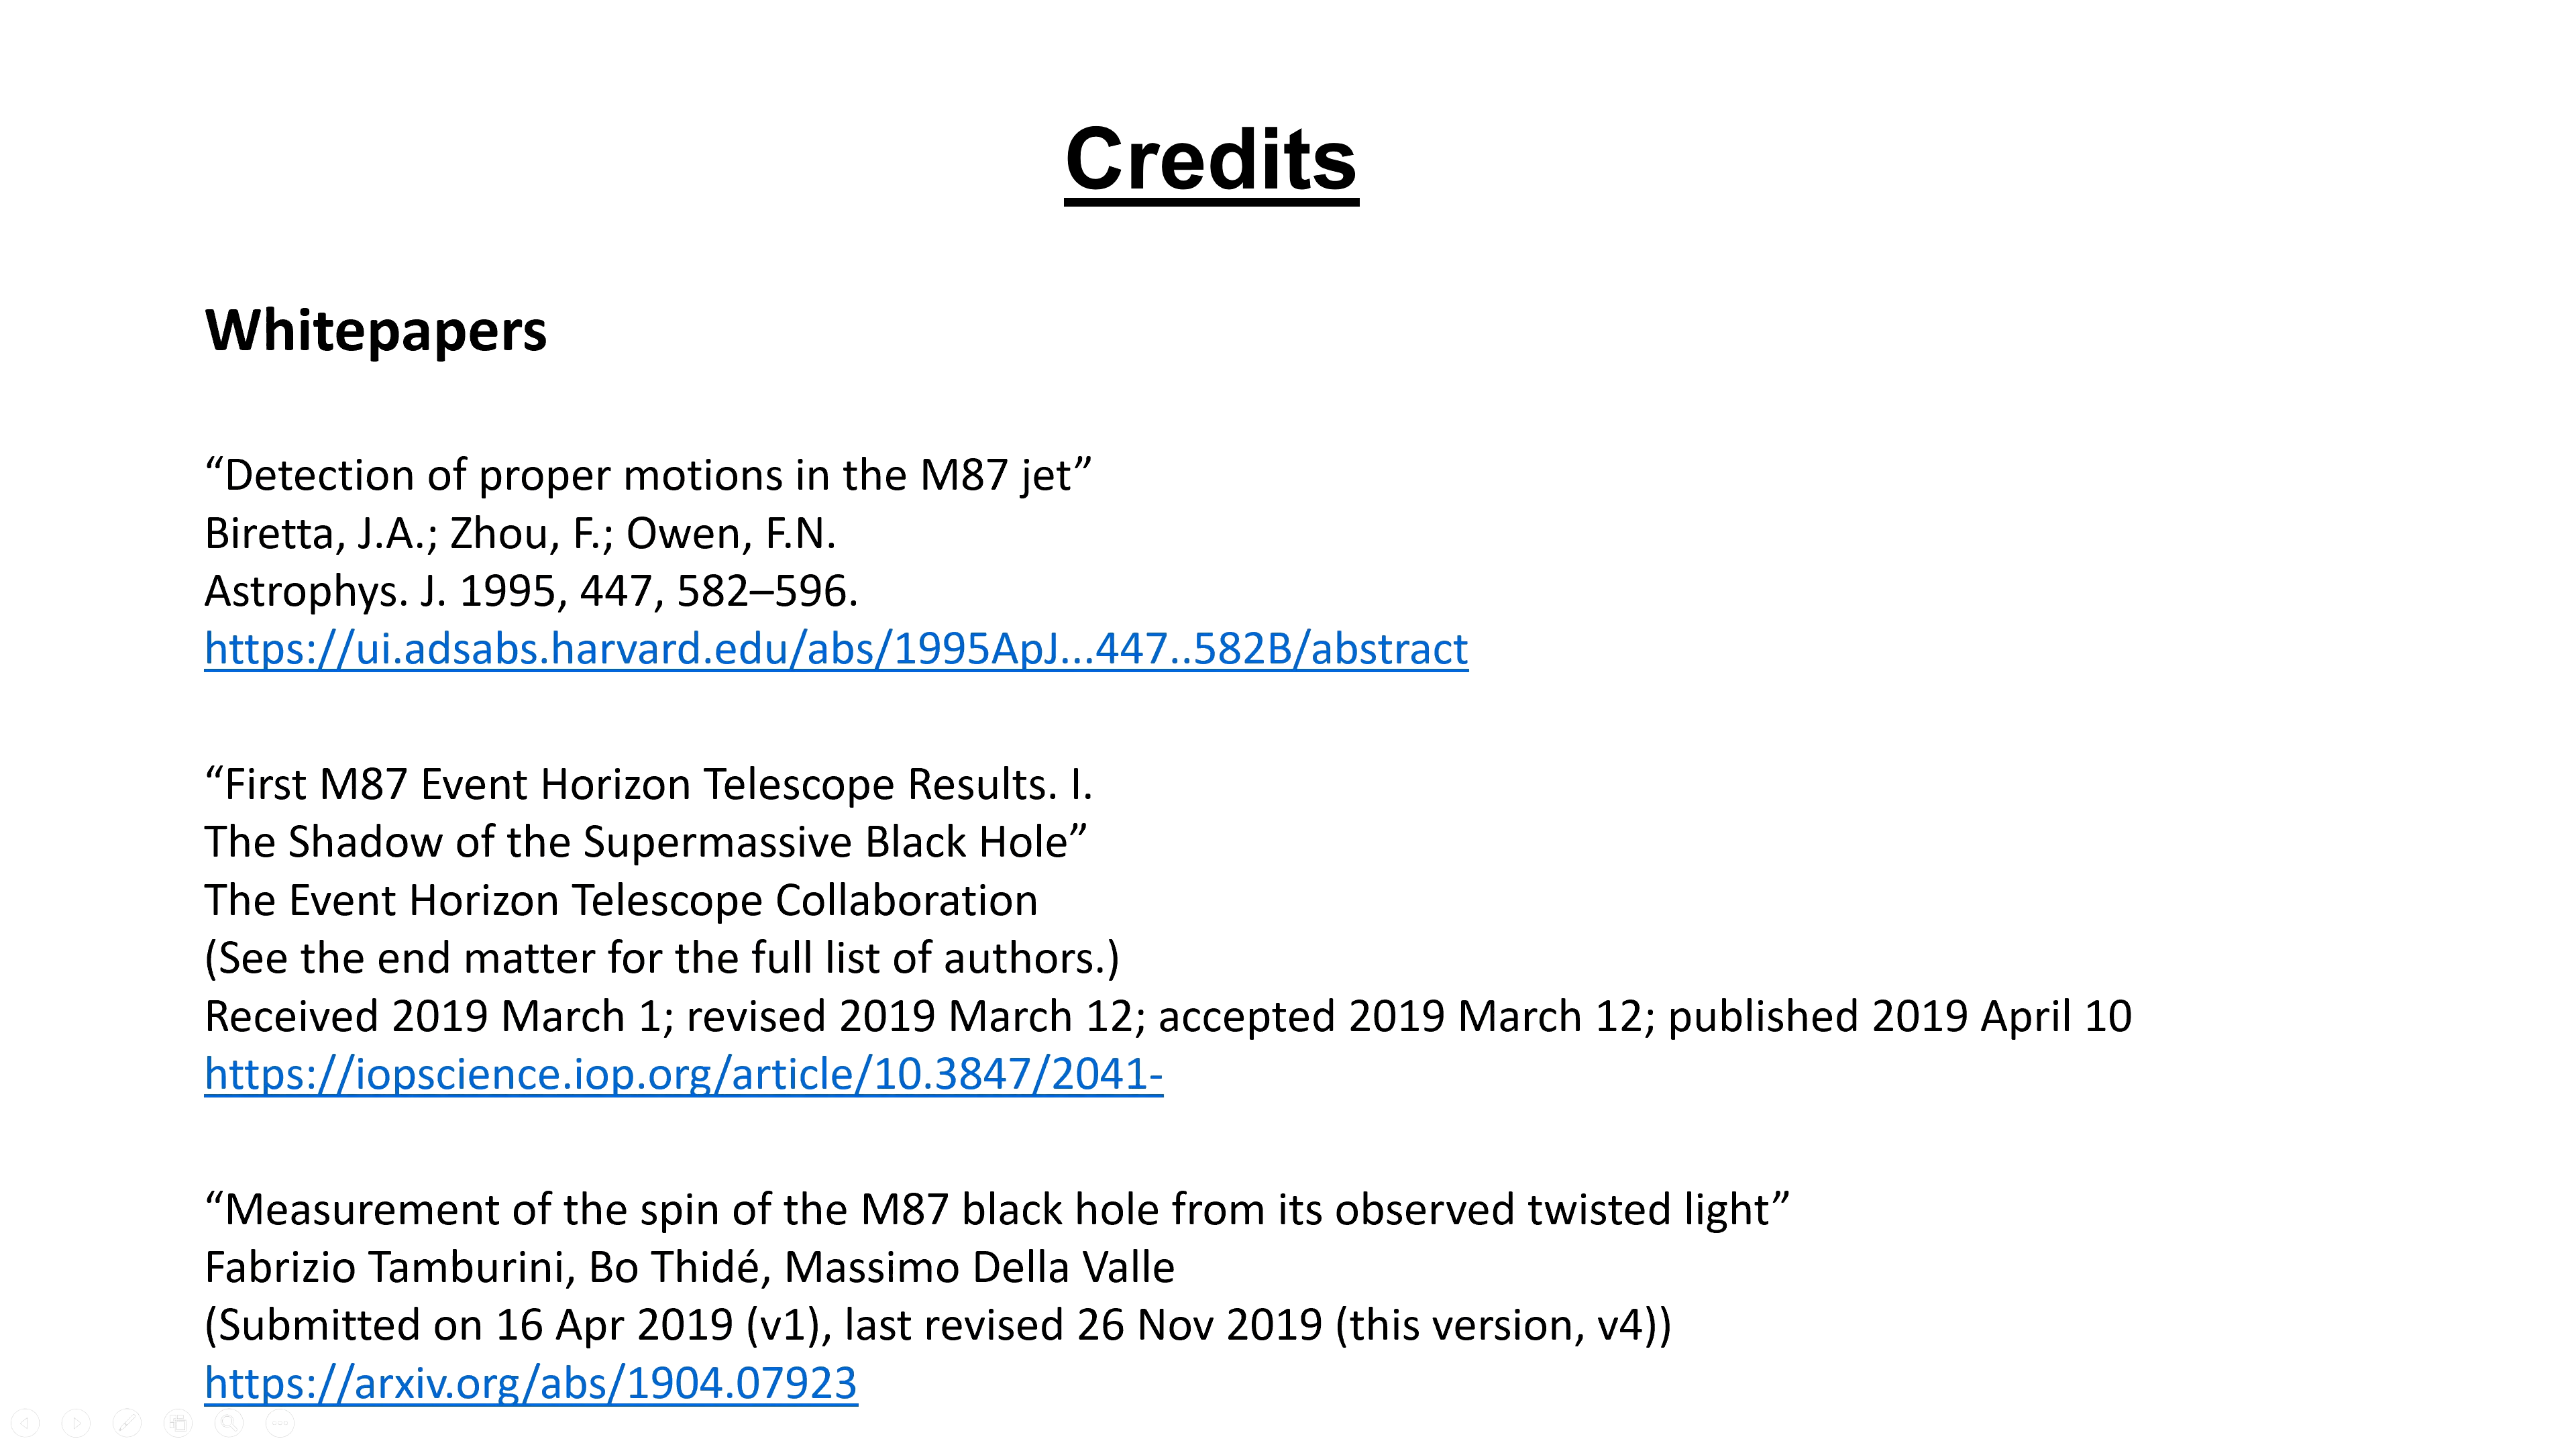 Credits
Whitepapers
“Detection of proper motions in the M87 jet”
Biretta, J.A.; Zhou, F.; Owen, F.N.
Astrophys. J. 1995, 447, 582–596.
https://ui.adsabs.harvard.edu/abs/1995ApJ...447..582B/abstract
“First M87 Event Horizon Telescope Results. I.
The Shadow of the Supermassive Black Hole”
The Event Horizon Telescope Collaboration
(See the end matter for the full list of authors.)
Received 2019 March 1; revised 2019 March 12; accepted 2019 March 12; published 2019 April 10
https://iopscience.iop.org/article/10.3847/2041-
“Measurement of the spin of the M87 black hole from its observed twisted light”
Fabrizio Tamburini, Bo Thidé, Massimo Della Valle
(Submitted on 16 Apr 2019 (v1), last revised 26 Nov 2019 (this version, v4))
https://arxiv.org/abs/1904.07923